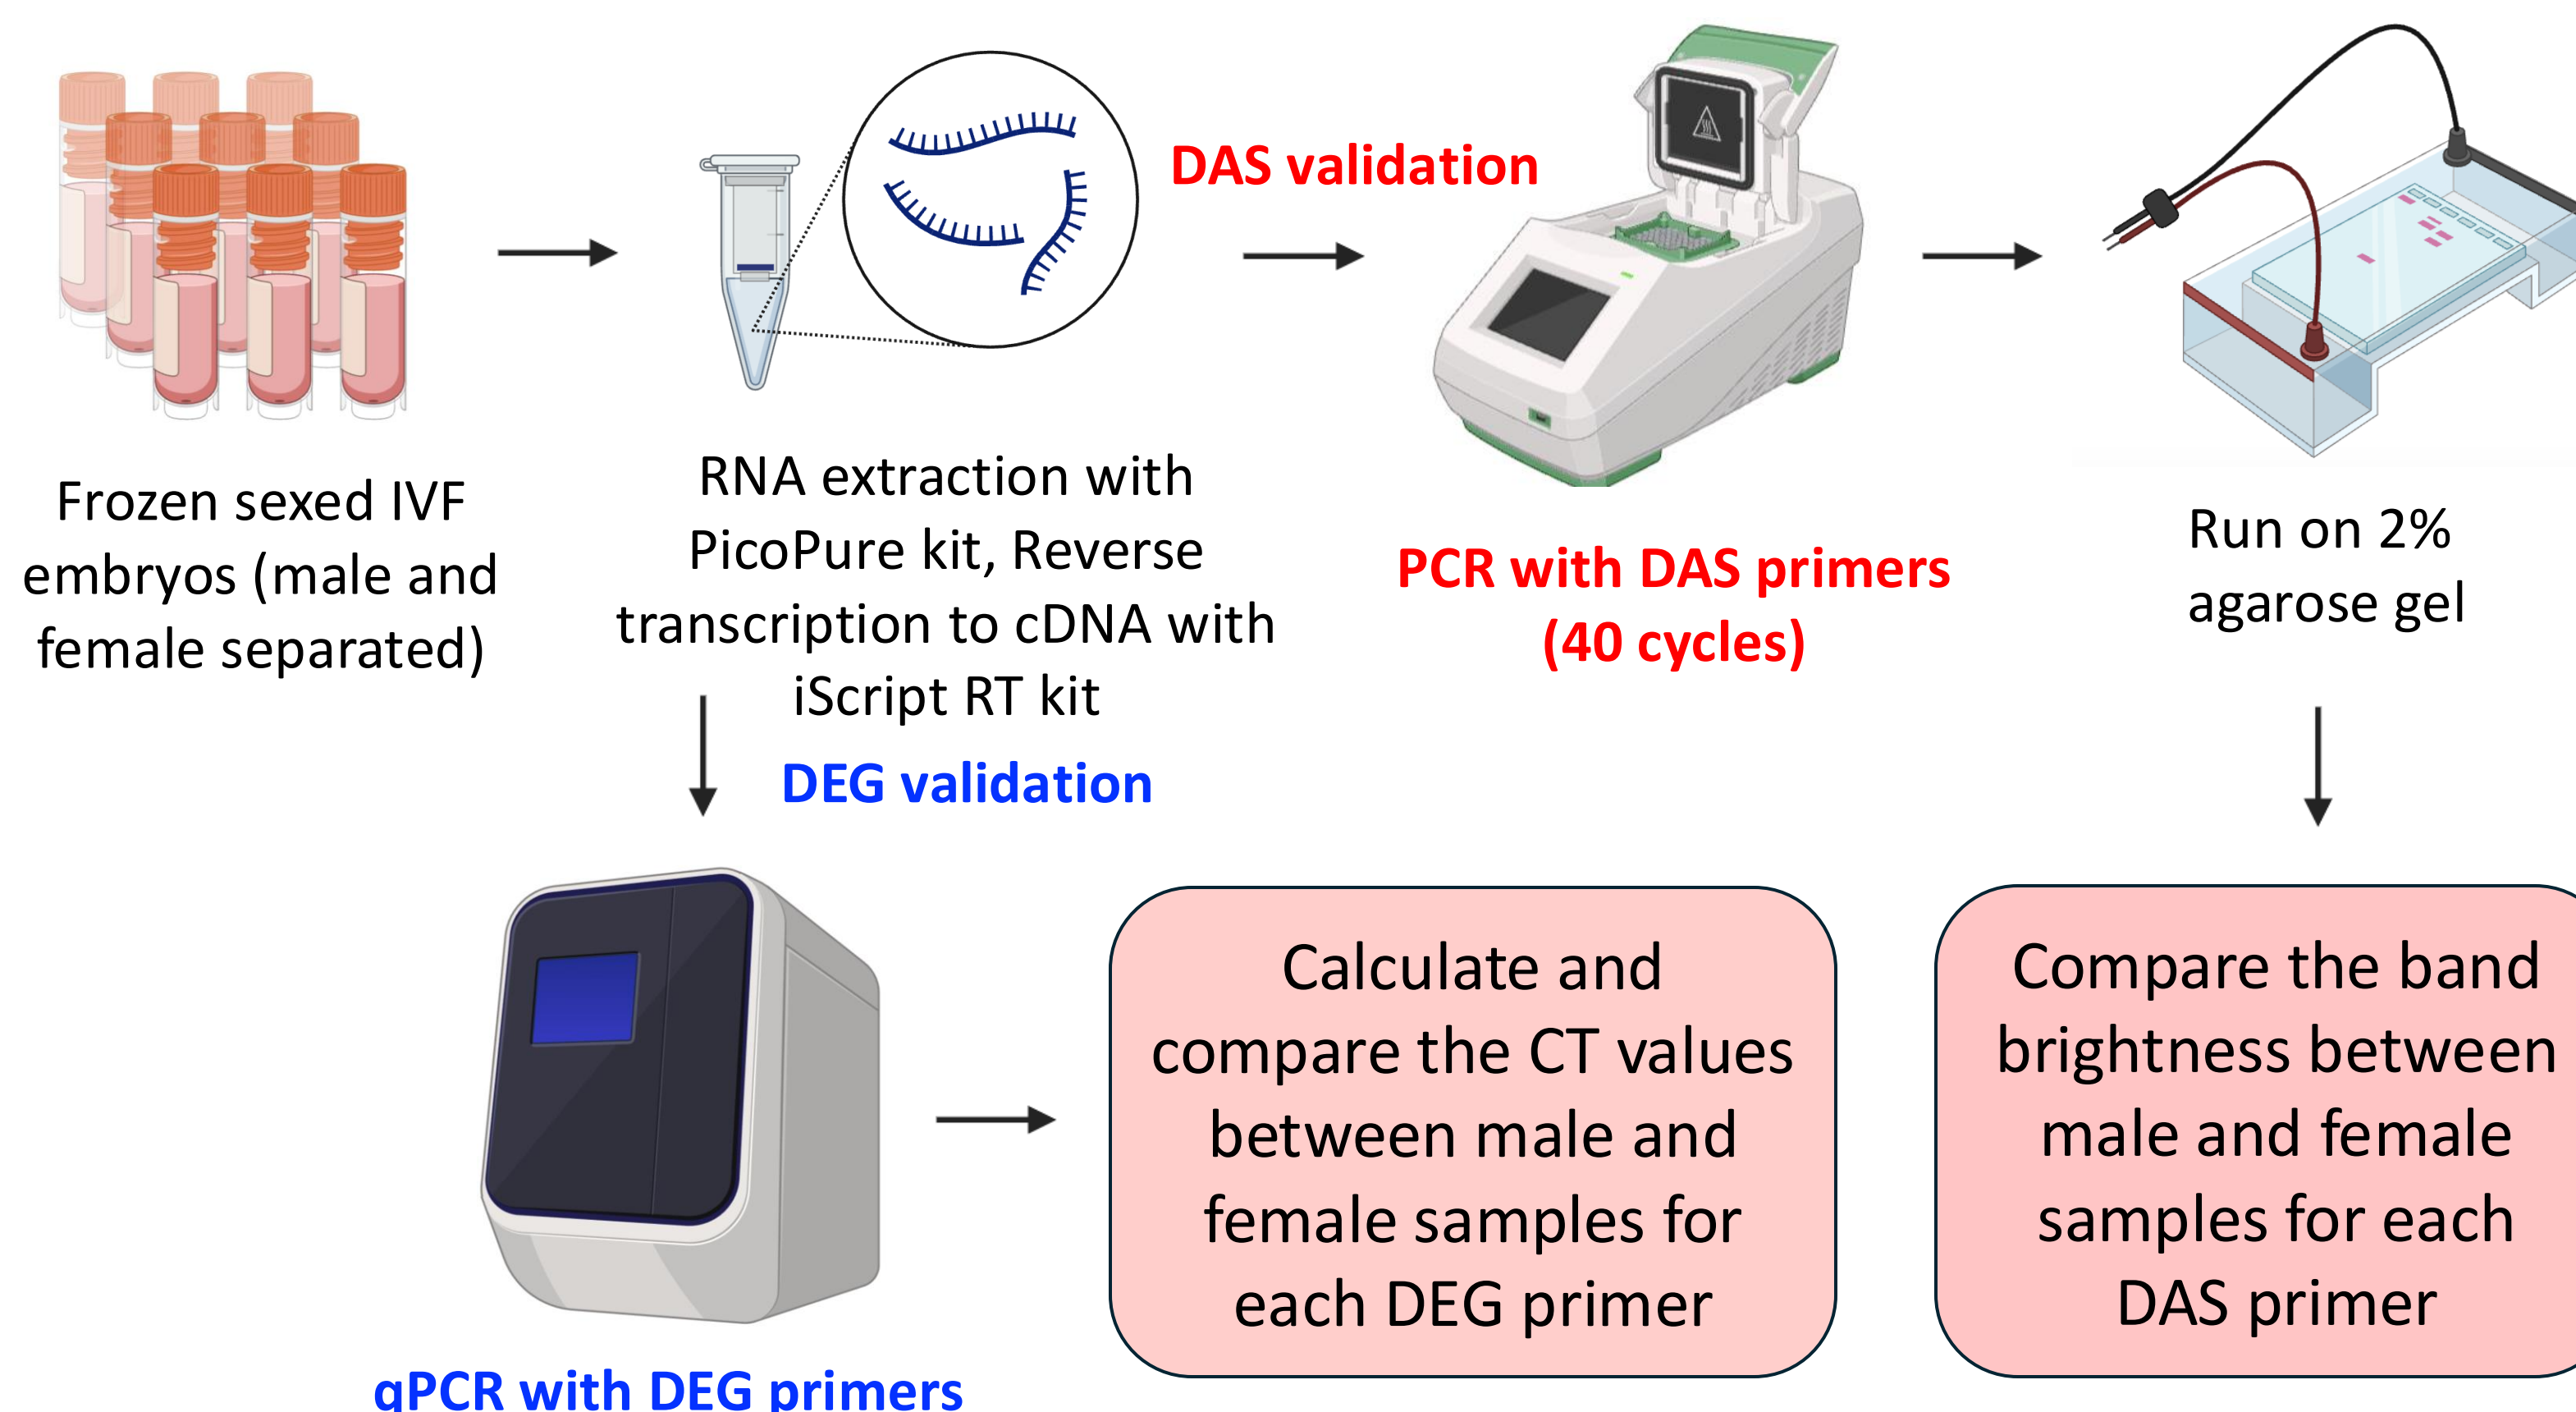 DAS validation
Frozen sexed IVF
embryos (male and
female separated)
RNA extraction with
PicoPure kit, Reverse
transcription to cDNA with
iScript RT kit
PCR with DAS primers
(40 cycles)
Run on 2%
agarose gel
DEG validation
qPCR with DEG primers
Calculate and
compare the CT values
between male and
female samples for
each DEG primer
Compare the band
brightness between
male and female
samples for each
DAS primer